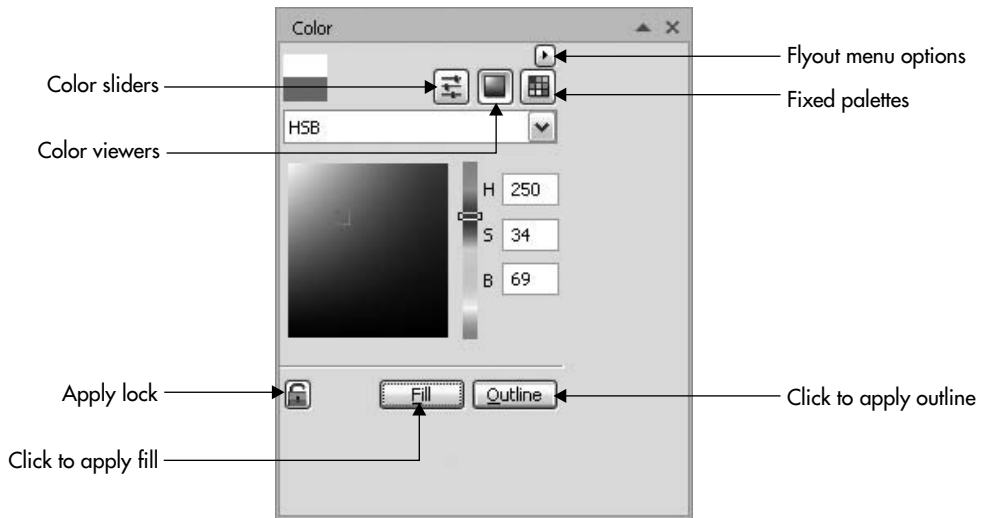 Color
Flyout menu options
Color sliders
Fixed palettes
HSB
Color viewers
H 250
S 34
B 69
Apply lock
Fill
Outline
Click to apply outline
Click to apply fill